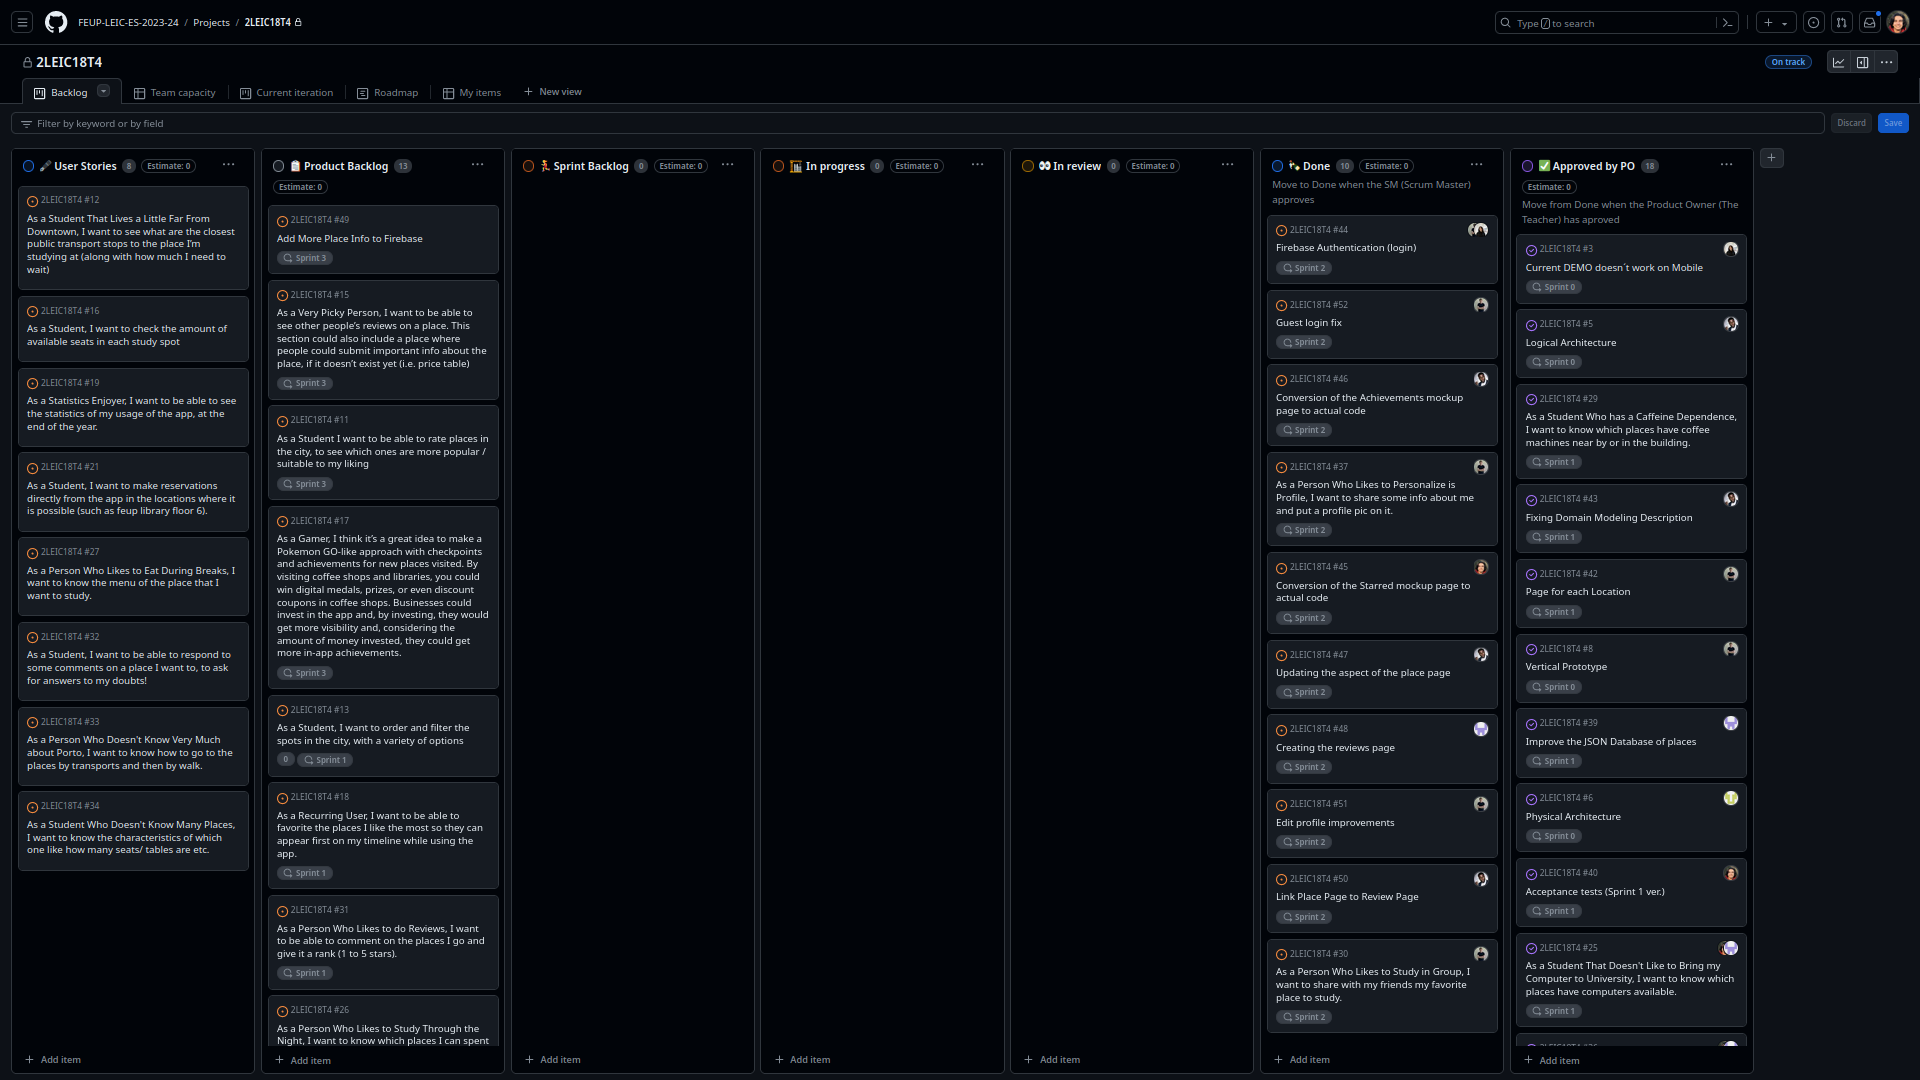 FEUP-LEIC-ES-2023-24 / Projects / 2LEIC18T4
Type / to search
2LEIC18T4
On track
Backlog
Team capacity
Current iteration
Roadmap
My items
New view
Filter by keyword or by field
Discard
Save
User Stories 8 Estimate: 0
2LEIC18T4 #12
As a Student That Lives a Little Far From
Downtown, I want to see what are the closest
public transport stops to the place I'm
studying at (along with how much I need to
wait)
2LEIC18T4 #16
As a Student, I want to check the amount of
available seats in each study spot
2LEIC18T4 #19
As a Statistics Enjoyer, I want to be able to see
the statistics of my usage of the app, at the
end of the year.
2LEIC18T4 #21
As a Student, I want to make reservations
directly from the app in the locations where it
is possible (such as feup library floor 6).
2LEIC18T4 #27
As a Person Who Likes to Eat During Breaks, I
want to know the menu of the place that I
want to study.
2LEIC18T4 #32
As a Student, I want to be able to respond to
some comments on a place I want to, to ask
for answers to my doubts!
2LEIC18T4 #33
As a Person Who Doesn't Know Very Much
about Porto, I want to know how to go to the
places by transports and then by walk.
2LEIC18T4 #34
As a Student Who Doesn't Know Many Places,
I want to know the characteristics of which
one like how many seats/ tables are etc.
Add item
Product Backlog 13
Estimate: 0
2LEIC18T4 #49
Add More Place Info to Firebase
Sprint 3
2LEIC18T4 #15
As a Very Picky Person, I want to be able to
see other people's reviews on a place. This
section could also include a place where
people could submit important info about the
place, if it doesn't exist yet (i.e. price table)
Sprint 3
2LEIC18T4 #11
As a Student I want to be able to rate places in
the city, to see which ones are more popular /
suitable to my liking
Sprint 3
2LEIC18T4 #17
As a Gamer, I think it's a great idea to make a
Pokemon GO-like approach with checkpoints
and achievements for new places visited. By
visiting coffee shops and libraries, you could
win digital medals, prizes, or even discount
coupons in coffee shops. Businesses could
invest in the app and, by investing, they would
get more visibility and, considering the
amount of money invested, they could get
more in-app achievements.
Sprint 3
2LEIC18T4 #13
As a Student, I want to order and filter the
spots in the city, with a variety of options
0 Sprint 1
2LEIC18T4 #18
As a Recurring User, I want to be able to
favorite the places I like the most so they can
appear first on my timeline while using the
app.
Sprint 1
2LEIC18T4 #31
As a Person Who Likes to do Reviews, I want
to be able to comment on the places I go and
give it a rank (1 to 5 stars).
Sprint 1
2LEIC18T4 #26
As a Person Who Likes to Study Through the
Night, I want to know which places I can spent
Add item
Sprint Backlog 0 Estimate: 0
Add item
In progress 0 Estimate: 0
Add item
In review 0 Estimate: 0
Add item
Done 10 Estimate: 0
Move to Done when the SM (Scrum Master)
approves
2LEIC18T4 #44
Firebase Authentication (login)
Sprint 2
2LEIC18T4 #52
Guest login fix
Sprint 2
2LEIC18T4 #46
Conversion of the Achievements mockup
page to actual code
Sprint 2
2LEIC18T4 #37
As a Person Who Likes to Personalize is
Profile, I want to share some info about me
and put a profile pic on it.
Sprint 2
2LEIC18T4 #45
Conversion of the Starred mockup page to
actual code
Sprint 2
2LEIC18T4 #47
Updating the aspect of the place page
Sprint 2
2LEIC18T4 #48
Creating the reviews page
Sprint 2
2LEIC18T4 #51
Edit profile improvements
Sprint 2
2LEIC18T4 #50
Link Place Page to Review Page
Sprint 2
2LEIC18T4 #30
As a Person Who Likes to Study in Group, I
want to share with my friends my favorite
place to study.
Sprint 2
Add item
Approved by PO 18
Estimate: 0
Move from Done when the Product Owner (The
Teacher) has aproved
2LEIC18T4 #3
Current DEMO doesn´t work on Mobile
Sprint 0
2LEIC18T4 #5
Logical Architecture
Sprint 0
2LEIC18T4 #29
As a Student Who has a Caffeine Dependence,
I want to know which places have coffee
machines near by or in the building.
Sprint 1
2LEIC18T4 #43
Fixing Domain Modeling Description
Sprint 1
2LEIC18T4 #42
Page for each Location
Sprint 1
2LEIC18T4 #8
Vertical Prototype
Sprint 0
2LEIC18T4 #39
Improve the JSON Database of places
Sprint 1
2LEIC18T4 #6
Physical Architecture
Sprint 0
2LEIC18T4 #40
Acceptance tests (Sprint 1 ver.)
Sprint 1
2LEIC18T4 #25
As a Student That Doesn't Like to Bring my
Computer to University, I want to know which
places have computers available.
Sprint 1
Add item